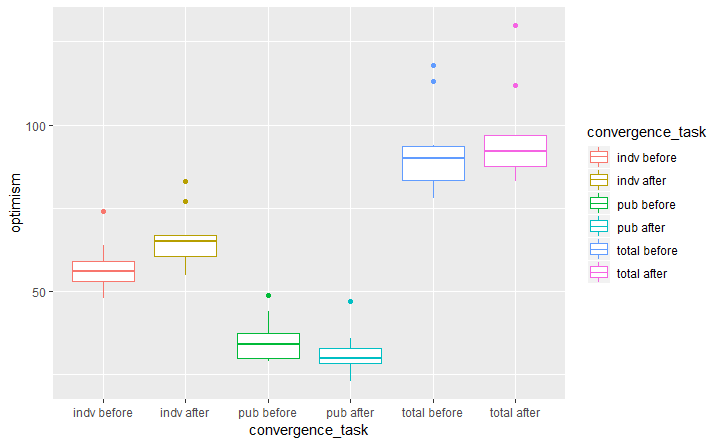 optimism
100
50
indv before
indv after
pub before
pub after
total before
total after
convergence_task
convergence_task
indv before
indv after
pub before
pub after
total before
total after